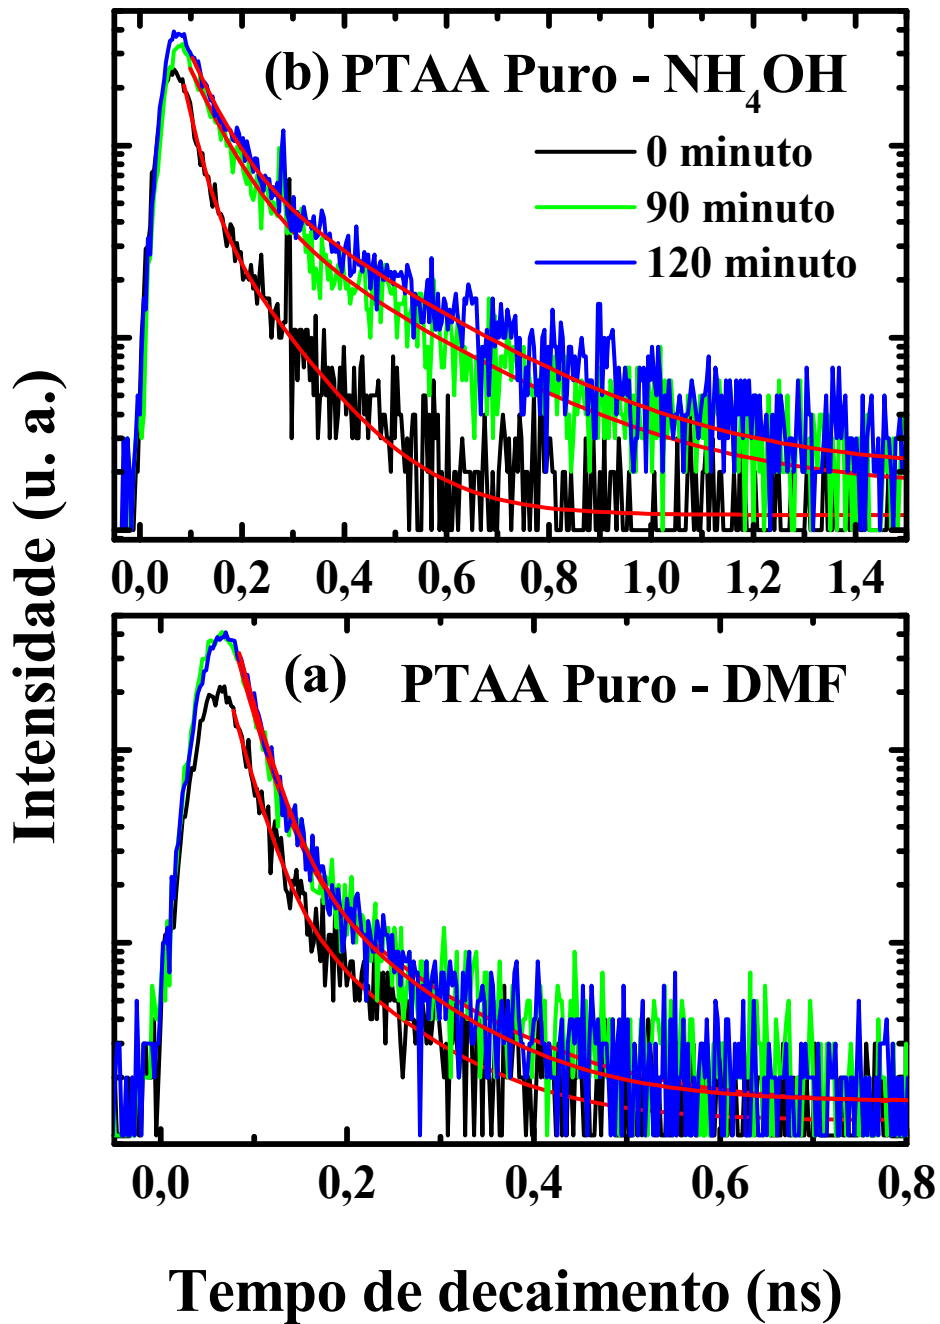 (b) PTAA Puro - NH₄OH
0 minuto
90 minuto
120 minuto
0,0 0,2 0,4 0,6 0,8 1,0 1,2 1,4
(a) PTAA Puro - DMF
0,0 0,2 0,4 0,6 0,8
Intensidade (u. a.)
Tempo de decaimento (ns)